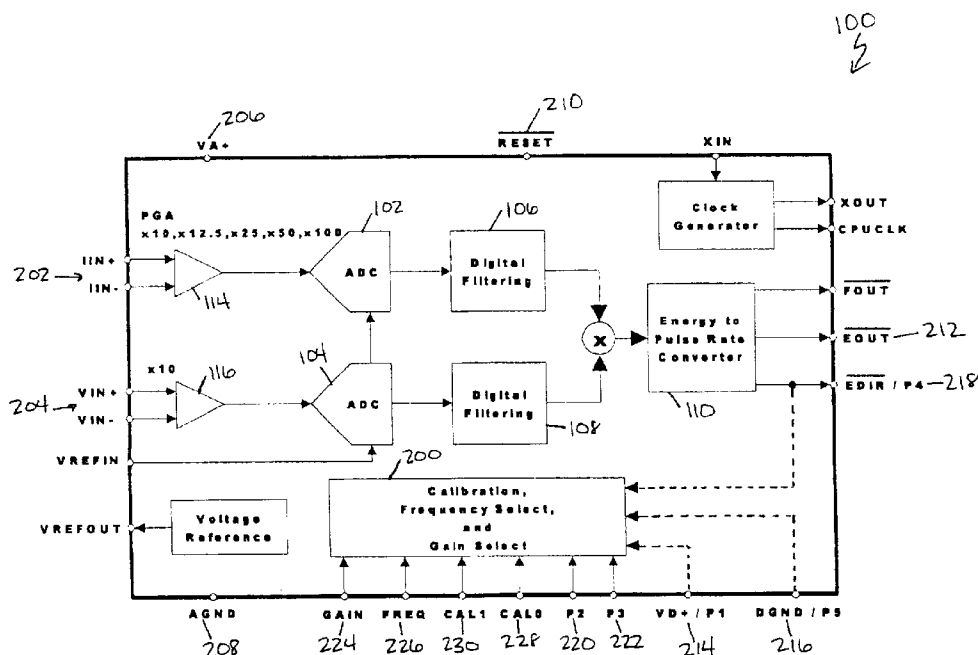 100
206
VA+
210
RESET
XIN
PGA
x10,x12.5,x25,x50,x100
102
106
Clock
Generator
XOUT
CPUCLK
202
IIN+
IIN-
114
ADC
Digital
Filtering
FOUT
X
Energy to
Pulse Rate
Converter
EOUT
212
x10
116
104
EDIR / P4
218
204
VIN+
VIN-
ADC
Digital
Filtering
108
110
VREFIN
200
Calibration,
Frequency Select,
and
Gain Select
VREFOUT
Voltage
Reference
AGND
GAIN
FREQ
CAL1
CAL0
P2
P3
VD+ / P1
DGND / P5
208
224
226
230
228
220
222
214
216